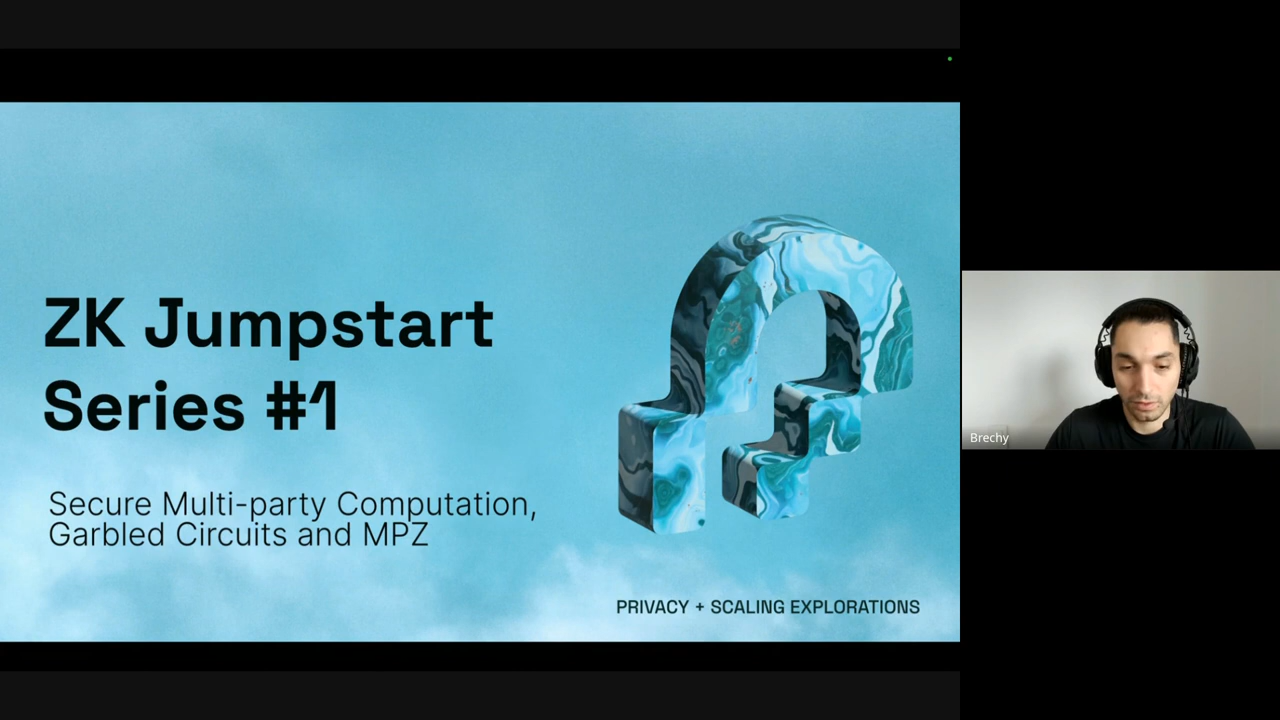 ZK Jumpstart
Series #1
Secure Multi-party Computation,
Garbled Circuits and MPZ
PRIVACY + SCALING EXPLORATIONS
Brechy